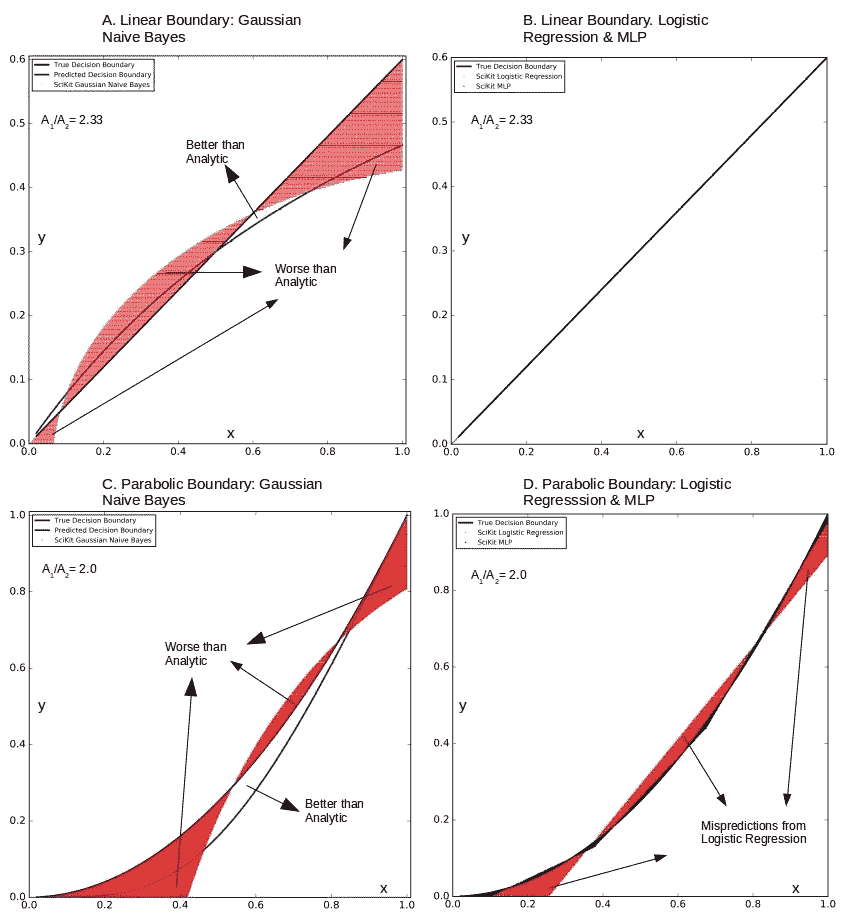 A. Linear Boundary: Gaussian
Naive Bayes
True Decision Boundary
Predicted Decision Boundary
SciKit Gaussian Naive Bayes
A1/A2= 2.33
Better than
Analytic
Worse than
Analytic
y
x
0.6
0.5
0.4
0.3
0.2
0.1
0.0
0.0 0.2 0.4 0.6 0.8 1.0
B. Linear Boundary. Logistic
Regression & MLP
True Decision Boundary
SciKit Logistic Regression
SciKit MLP
A1/A2= 2.33
y
x
0.6
0.5
0.4
0.3
0.2
0.1
0.0
0.0 0.2 0.4 0.6 0.8 1.0
C. Parabolic Boundary: Gaussian
Naive Bayes
True Decision Boundary
Predicted Decision Boundary
SciKit Gaussian Naive Bayes
A1/A2= 2.0
Worse than
Analytic
Better than
Analytic
y
x
1.0
0.8
0.6
0.4
0.2
0.0
0.0 0.2 0.4 0.6 0.8 1.0
D. Parabolic Boundary: Logistic
Regresssion & MLP
True Decision Boundary
SciKit Logistic Regression
SciKit MLP
A1/A2= 2.0
Mispredictions from
Logistic Regression
y
x
1.0
0.8
0.6
0.4
0.2
0.0
0.0 0.2 0.4 0.6 0.8 1.0